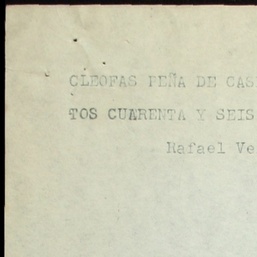 CLEOFAS PEÑA DE CAS
TOS CUARENTA Y SEIS
Rafael Ve